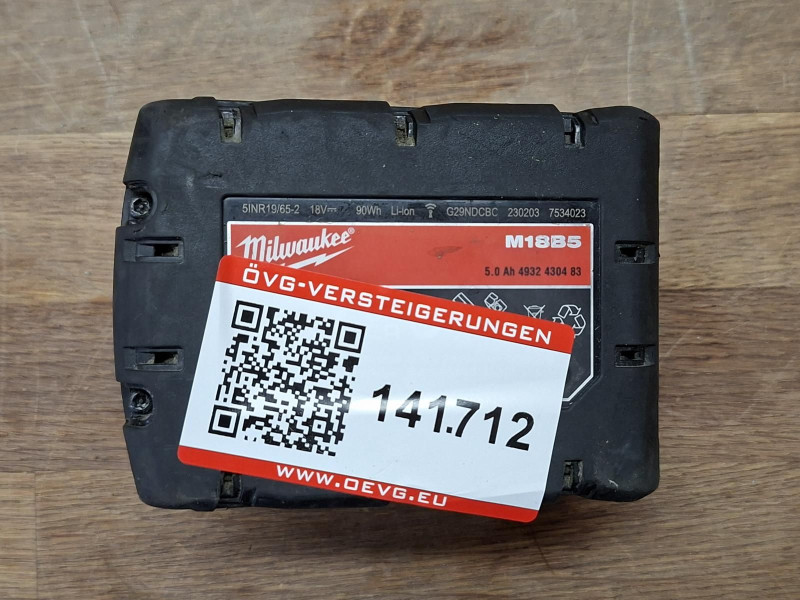 5INR19/65-2 18V⎓ 90Wh Li-ion G29NDCBC 230203 7534023
Milwaukee®
M18B5
5.0 Ah 4932 4304 83
ÖVG-VERSTEIGERUNGEN
141.712
WWW.OEVG.EU